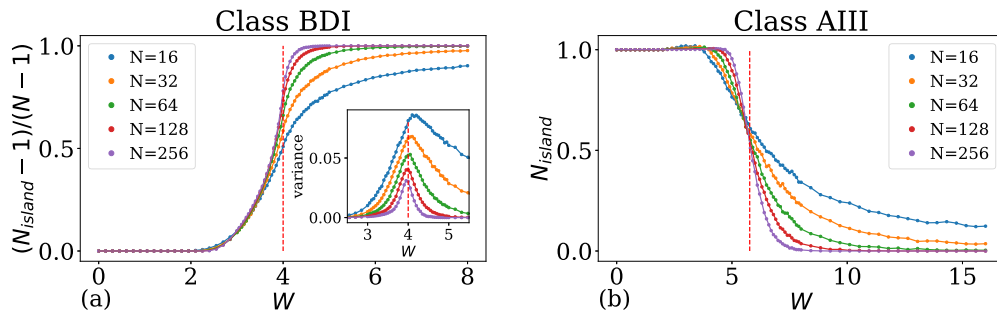 Class BDI
(N_island − 1)/(N − 1)
1.0
0.5
0.0
N=16
N=32
N=64
N=128
N=256
variance
0.05
0.00
3 4 5
W
0 2 4 6 8
W
(a)
Class AIII
N_island
1.0
0.5
0.0
N=16
N=32
N=64
N=128
N=256
0 5 10 15
W
(b)